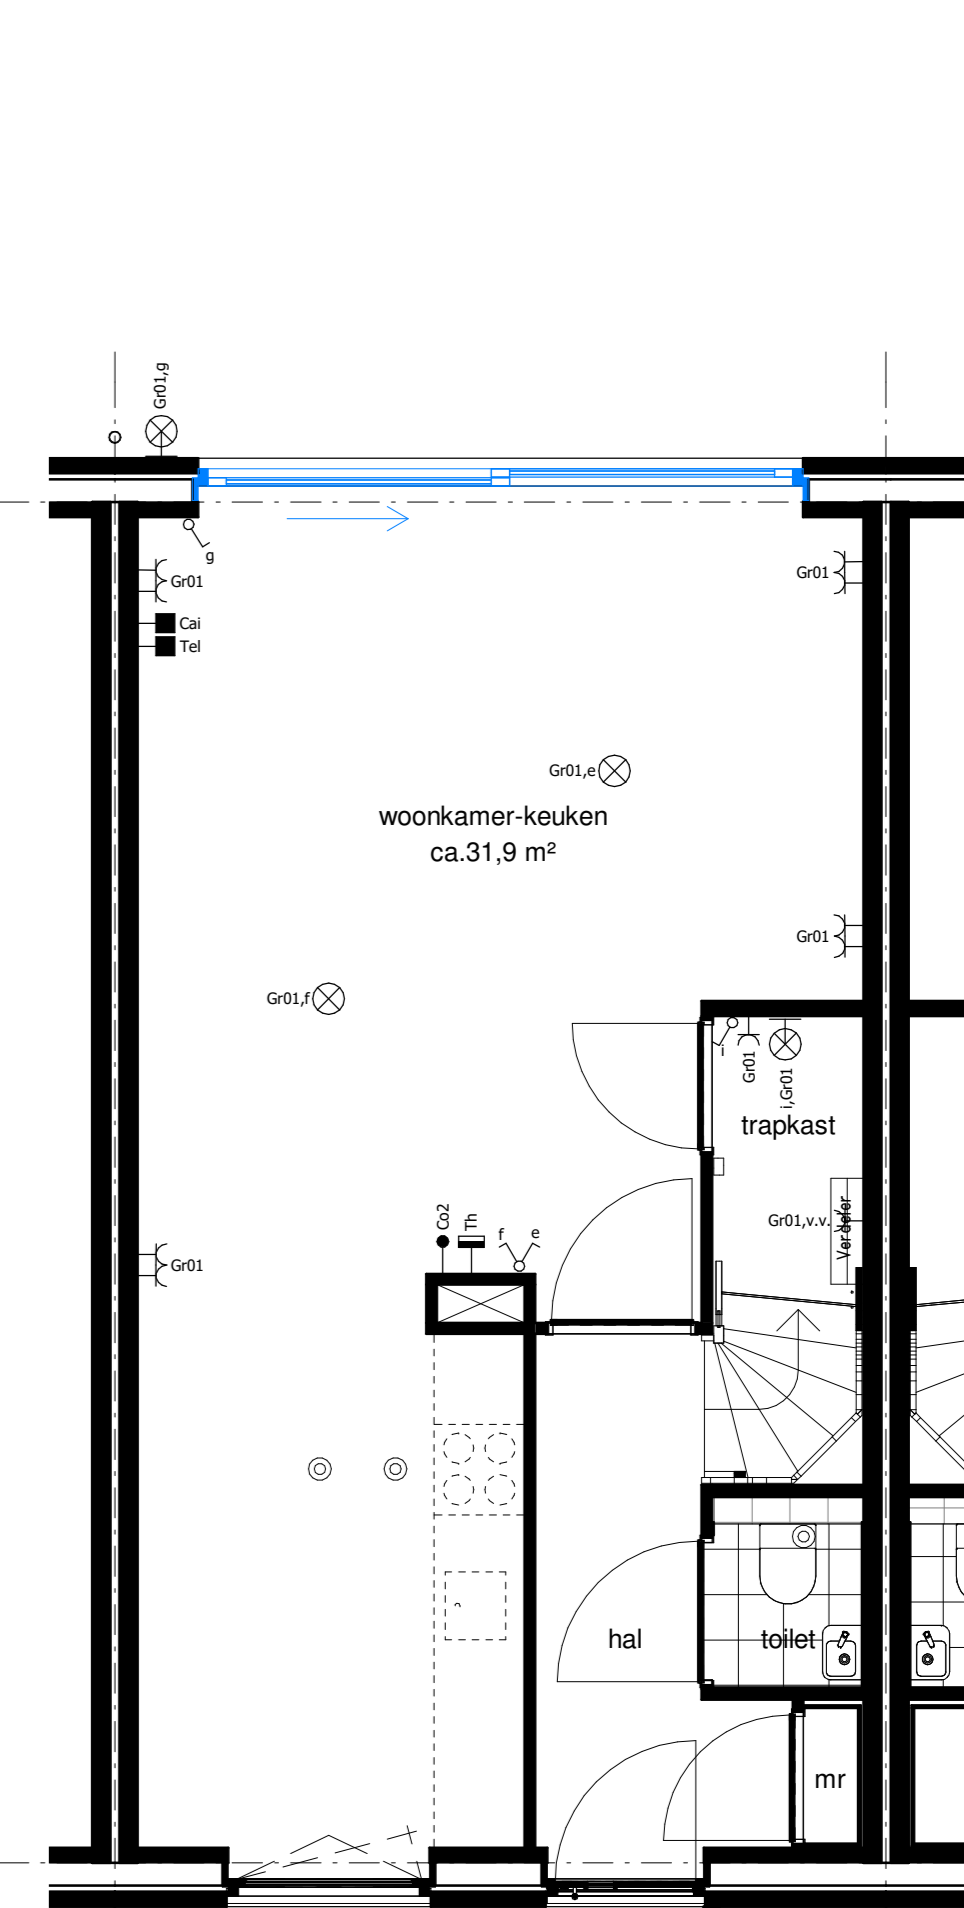 Gr01,g
g
Gr01
Gr01
Cai
Tel
Gr01,e
woonkamer-keuken
ca.31,9 m²
Gr01
Gr01,f
i
Gr01
i,Gr01
trapkast
Co2
Th
f
e
Gr01,v.v.
Verdeler
Gr01
hal
toilet
mr